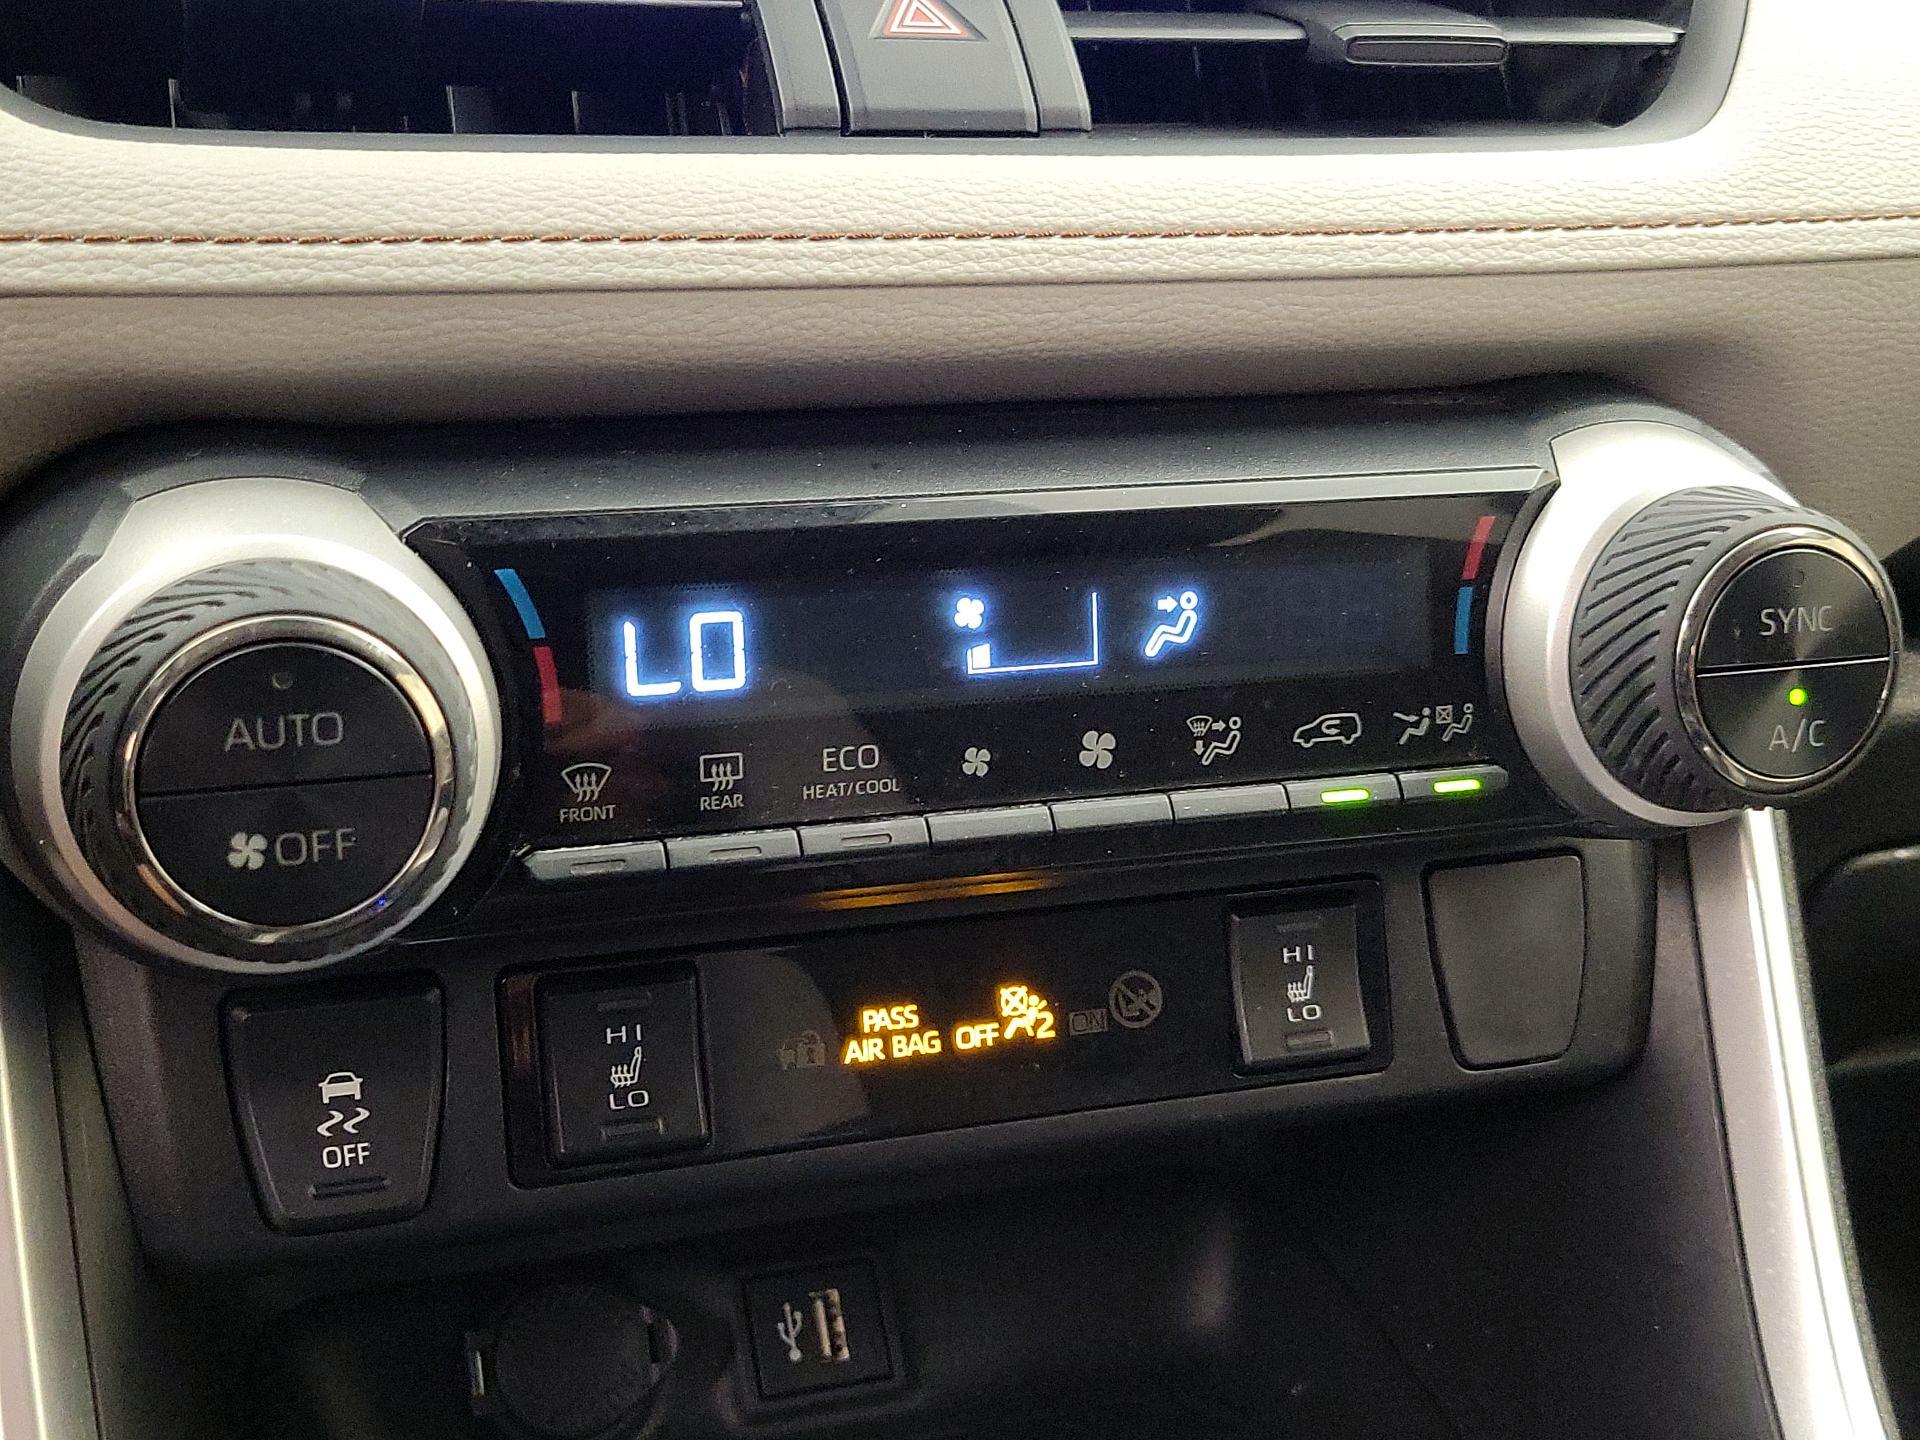 LO
SYNC
AUTO
A/C
ECO
HEAT/COOL
FRONT
REAR
OFF
HI
LO
PASS
AIR BAG OFF
2
ON
HI
LO
OFF